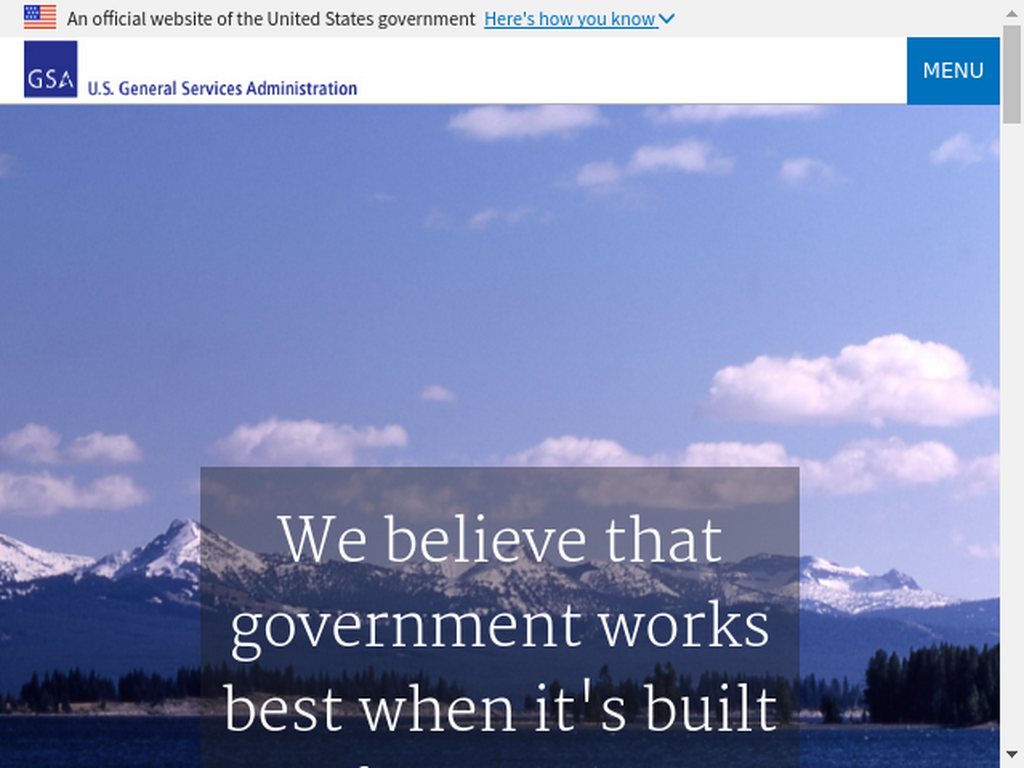 An official website of the United States government Here's how you know
GSA U.S. General Services Administration
MENU
We believe that
government works
best when it's built